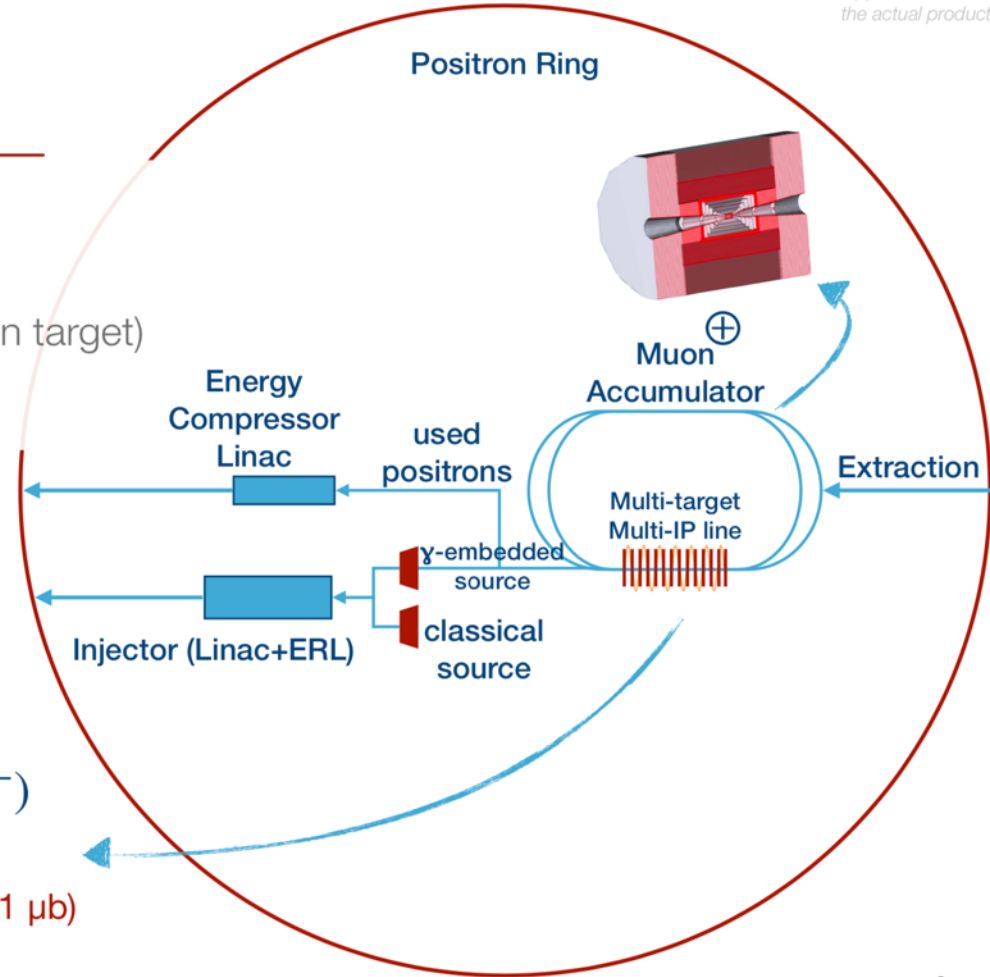 the actual product
Positron Ring
n target)
⊕
Muon
Accumulator
Energy
Compressor
Linac
used
positrons
Extraction
Multi-target
Multi-IP line
γ-embedded
source
classical
source
Injector (Linac+ERL)
⁻)
1 μb)